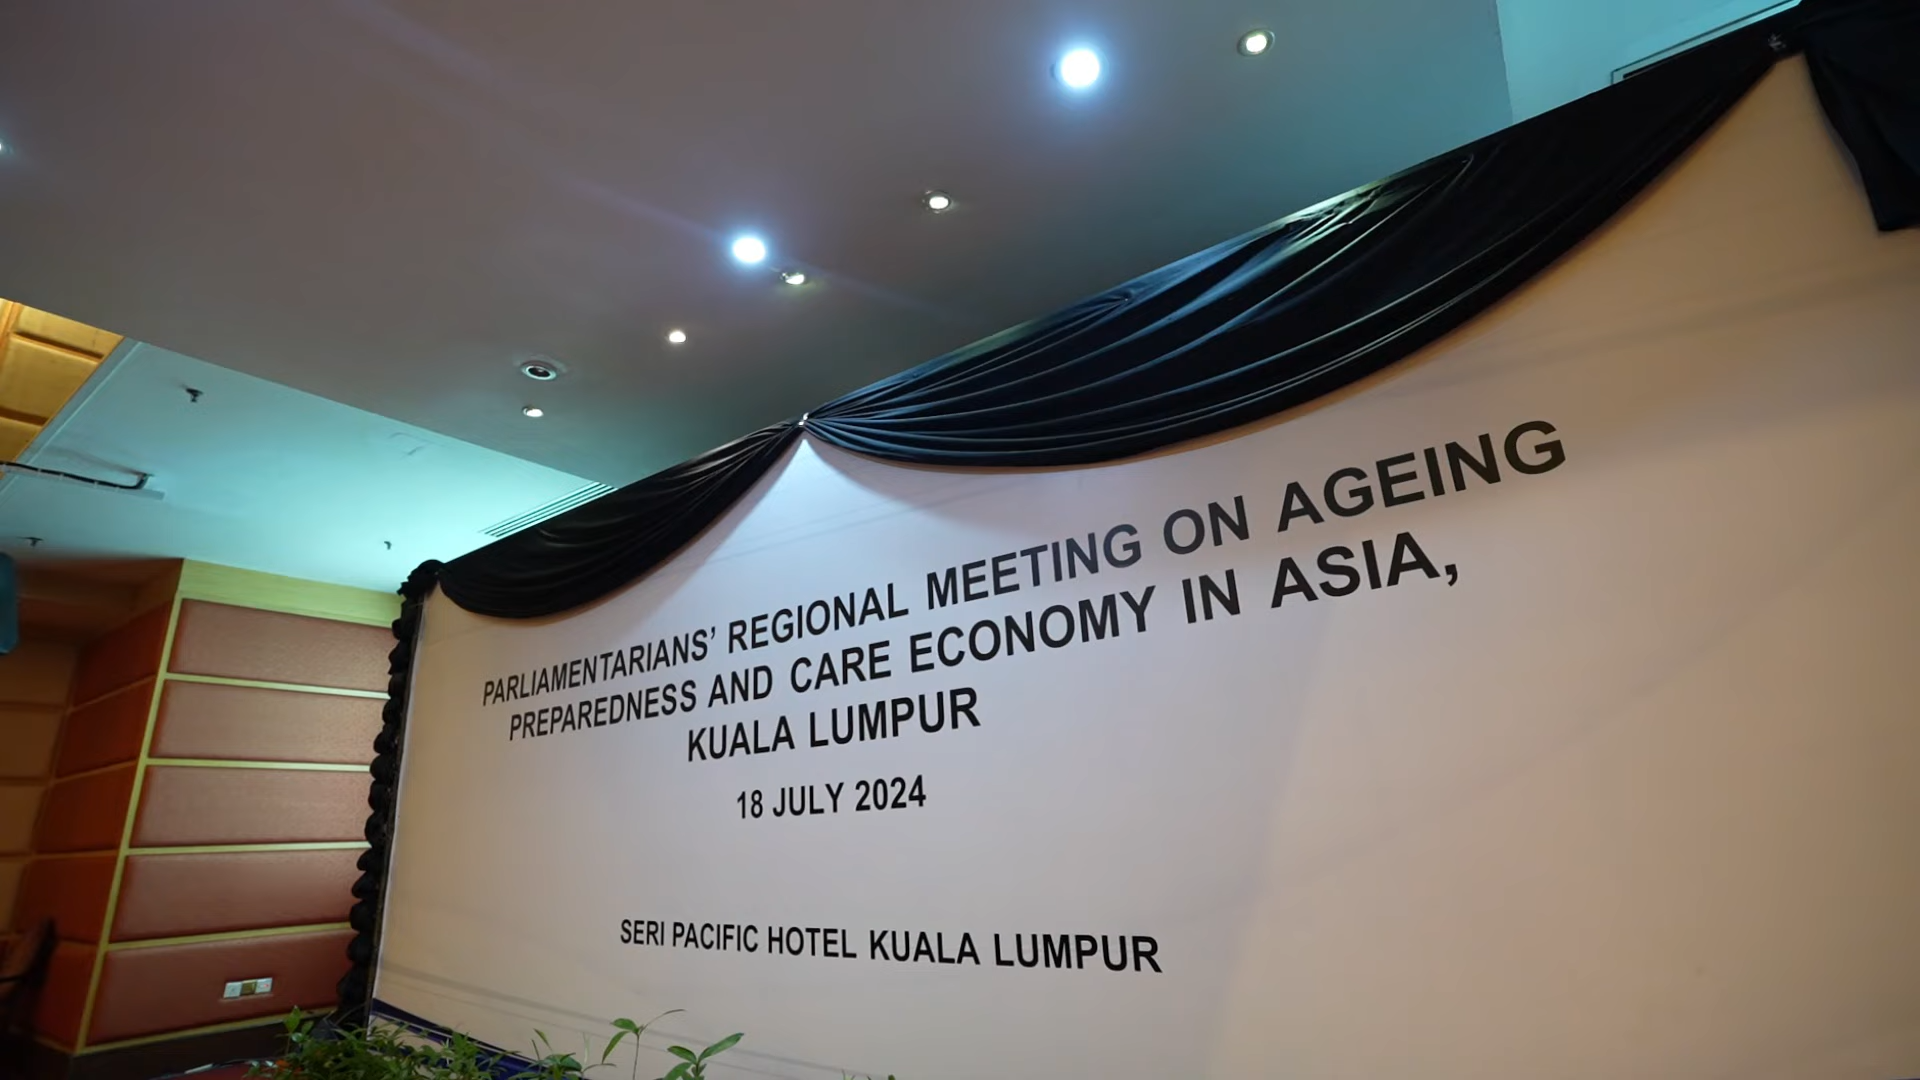 PARLIAMENTARIANS’ REGIONAL MEETING ON AGEING
PREPAREDNESS AND CARE ECONOMY IN ASIA,
KUALA LUMPUR
18 JULY 2024
SERI PACIFIC HOTEL KUALA LUMPUR